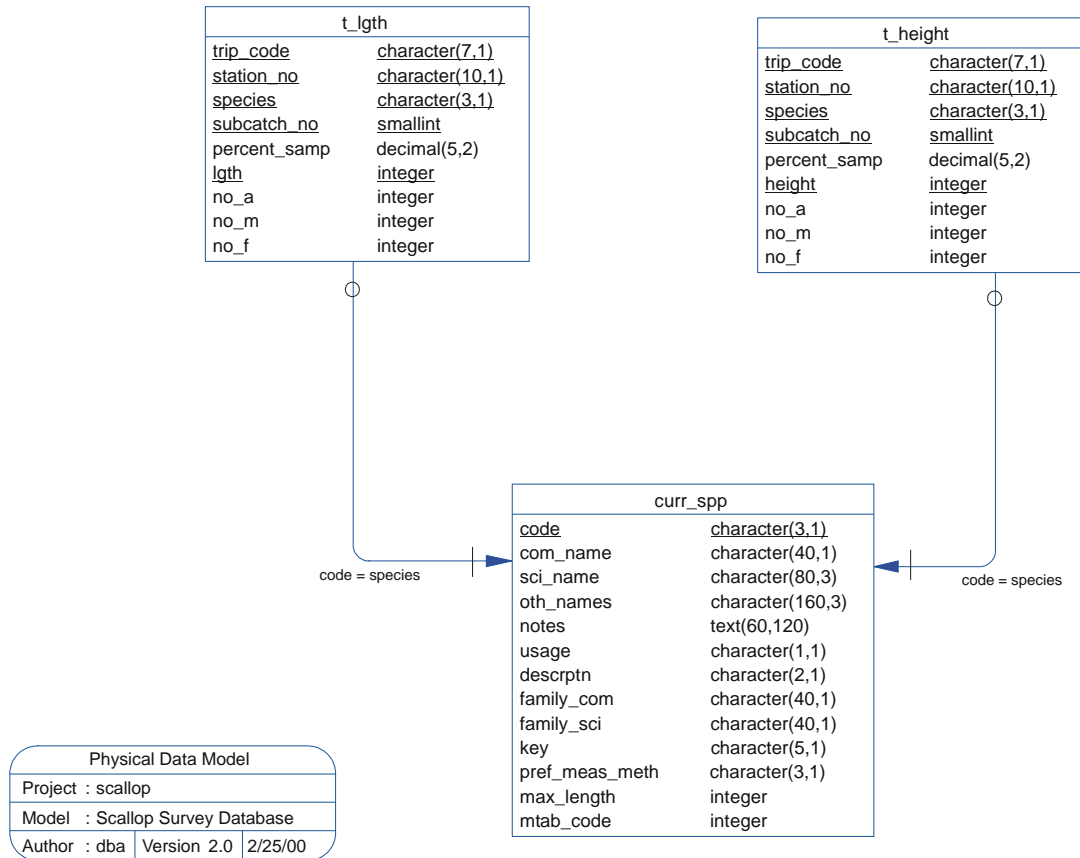 t_lgth
trip_code character(7,1)
station_no character(10,1)
species character(3,1)
subcatch_no smallint
percent_samp decimal(5,2)
lgth integer
no_a integer
no_m integer
no_f integer
t_height
trip_code character(7,1)
station_no character(10,1)
species character(3,1)
subcatch_no smallint
percent_samp decimal(5,2)
height integer
no_a integer
no_m integer
no_f integer
code = species
code = species
curr_spp
code character(3,1)
com_name character(40,1)
sci_name character(80,3)
oth_names character(160,3)
notes text(60,120)
usage character(1,1)
descrptn character(2,1)
family_com character(40,1)
family_sci character(40,1)
key character(5,1)
pref_meas_meth character(3,1)
max_length integer
mtab_code integer
Physical Data Model
Project : scallop
Model : Scallop Survey Database
Author : dba Version 2.0 2/25/00